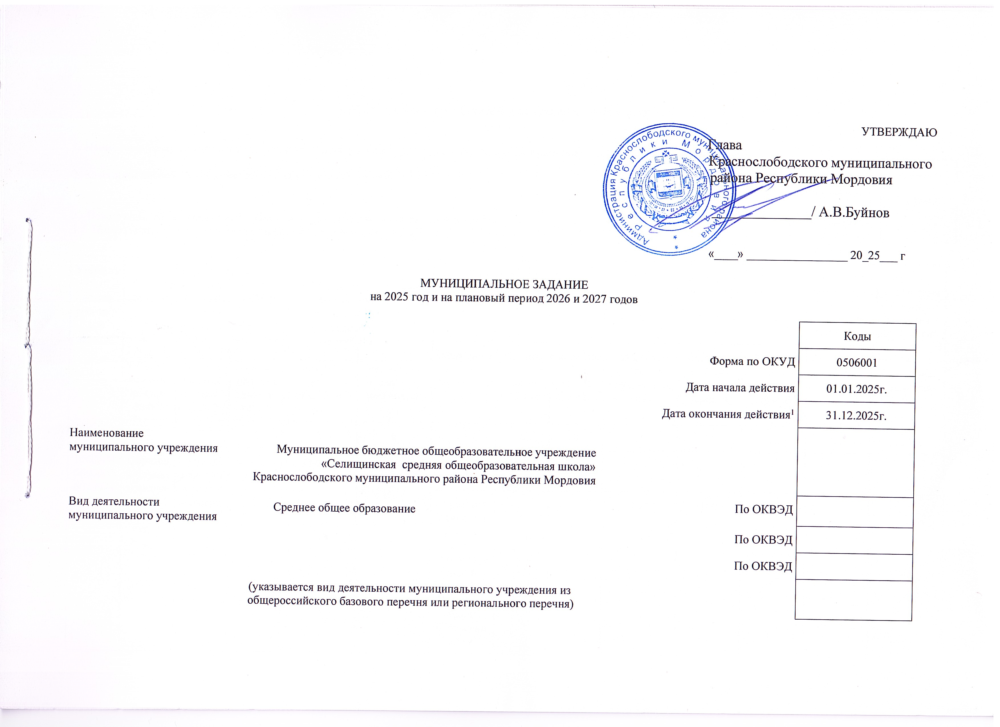 УТВЕРЖДАЮ
Глава
Краснослободского муниципального
района Республики Мордовия
______________/ А.В.Буйнов
«____» _________________ 20_25___ г
Администрация Краснослободского муниципального района
Республики Мордовия
МУНИЦИПАЛЬНОЕ ЗАДАНИЕ
на 2025 год и на плановый период 2026 и 2027 годов
Коды
Форма по ОКУД 0506001
Дата начала действия 01.01.2025г.
Дата окончания действия¹ 31.12.2025г.
Наименование
муниципального учреждения
Муниципальное бюджетное общеобразовательное учреждение
«Селищинская средняя общеобразовательная школа»
Краснослободского муниципального района Республики Мордовия
Вид деятельности
муниципального учреждения
Среднее общее образование
По ОКВЭД
По ОКВЭД
По ОКВЭД
(указывается вид деятельности муниципального учреждения из
общероссийского базового перечня или регионального перечня)